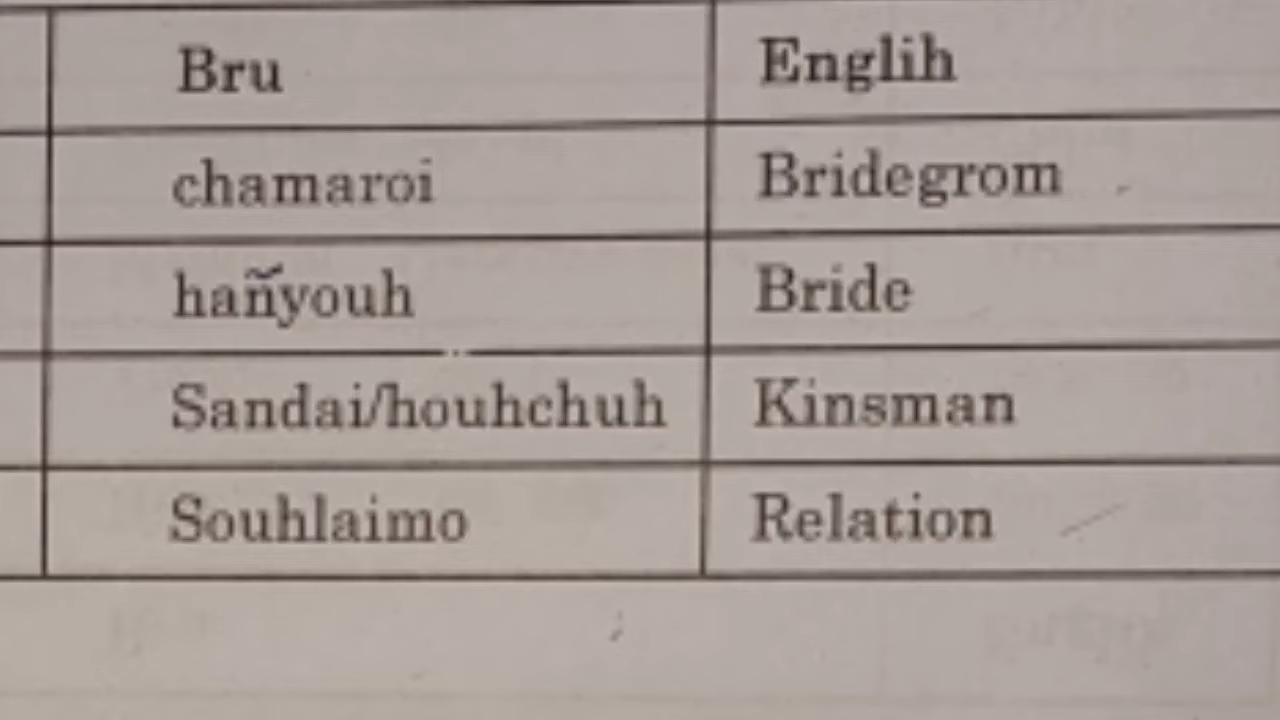 Bru Englih
chamaroi Bridegrom
hañyouh Bride
Sandai/houhchuh Kinsman
Souhlaimo Relation